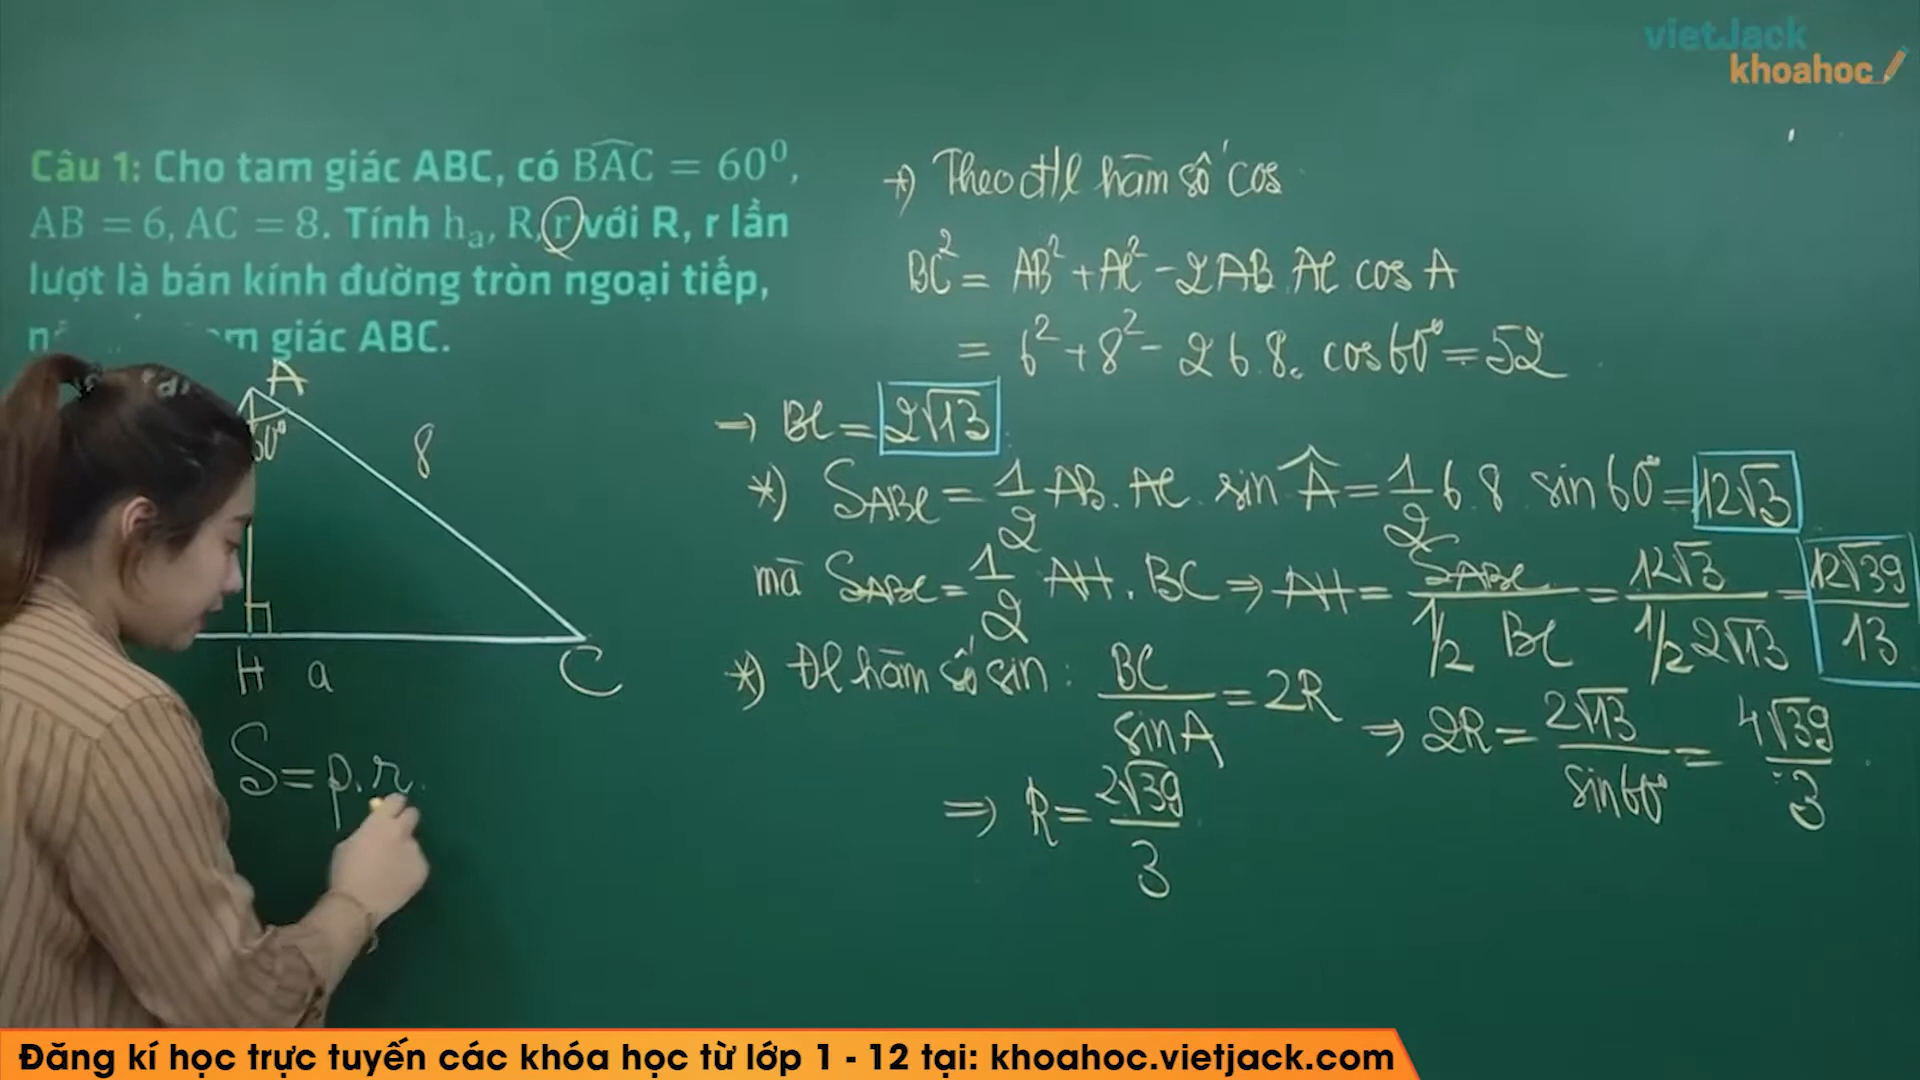 vietJack
khoahoc
Câu 1: Cho tam giác ABC, có \widehat{BAC} = 60⁰,
AB = 6, AC = 8. Tính hₐ, R, r với R, r lần
lượt là bán kính đường tròn ngoại tiếp,
giác ABC.
A
60°
8
H a C
S = p.r
*) Theo đl hàm số cos
BC² = AB² + AC² - 2AB.AC cos A
= 6² + 8² - 2 6.8. cos60° = 52
→ BC = 2√13
*) S_ABC = 1/2 AB.AC. sin Â = 1/2 6.8 sin 60° = 12√3
mà S_ABC = 1/2 AH.BC ⇒ AH = S_ABC / (1/2 BC) = 12√3 / (1/2 2√13) = 12√39 / 13
*) Đl hàm số sin: BC / sinA = 2R ⇒ 2R = 2√13 / sin60° = 4√39 / 3
⇒ R = 2√39 / 3
Đăng kí học trực tuyến các khóa học từ lớp 1 - 12 tại: khoahoc.vietjack.com